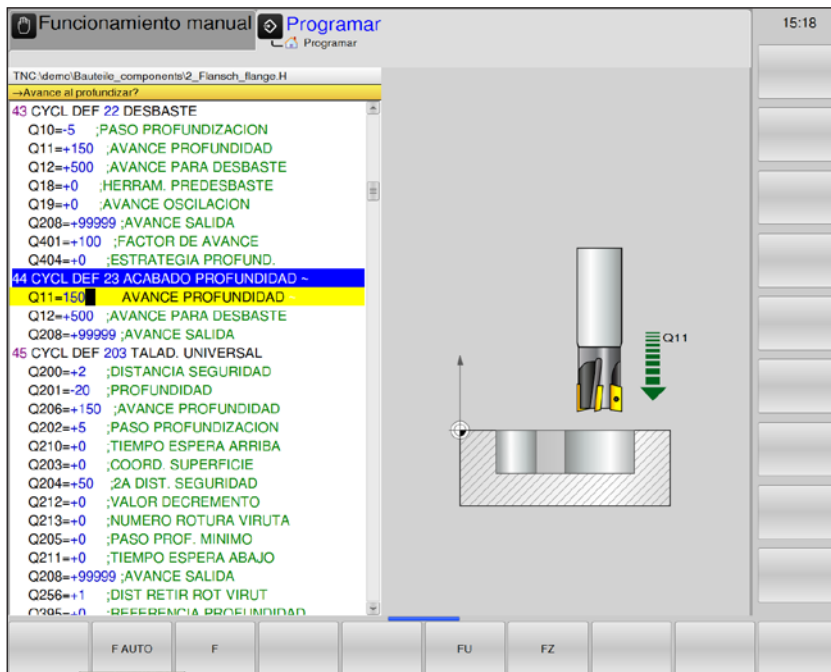 Funcionamiento manual
Programar
15:18
Programar
TNC:\demo\Bauteile_components\2_Flansch_flange.H
→Avance al profundizar?
43 CYCL DEF 22 DESBASTE
Q10=-5 ;PASO PROFUNDIZACION
Q11=+150 ;AVANCE PROFUNDIDAD
Q12=+500 ;AVANCE PARA DESBASTE
Q18=+0 ;HERRAM. PREDESBASTE
Q19=+0 ;AVANCE OSCILACION
Q208=+99999 ;AVANCE SALIDA
Q401=+100 ;FACTOR DE AVANCE
Q404=+0 ;ESTRATEGIA PROFUND.
44 CYCL DEF 23 ACABADO PROFUNDIDAD ~
Q11=150 AVANCE PROFUNDIDAD ~
Q12=+500 ;AVANCE PARA DESBASTE
Q208=+99999 ;AVANCE SALIDA
45 CYCL DEF 203 TALAD. UNIVERSAL
Q200=+2 ;DISTANCIA SEGURIDAD
Q201=-20 ;PROFUNDIDAD
Q206=+150 ;AVANCE PROFUNDIDAD
Q202=+5 ;PASO PROFUNDIZACION
Q210=+0 ;TIEMPO ESPERA ARRIBA
Q203=+0 ;COORD. SUPERFICIE
Q204=+50 ;2A DIST. SEGURIDAD
Q212=+0 ;VALOR DECREMENTO
Q213=+0 ;NUMERO ROTURA VIRUTA
Q205=+0 ;PASO PROF. MINIMO
Q211=+0 ;TIEMPO ESPERA ABAJO
Q208=+99999 ;AVANCE SALIDA
Q256=+1 ;DIST RETIR ROT VIRUT
Q395=+0 ;REFERENCIA PROFUNDIDAD
Q11
F AUTO
F
FU
FZ